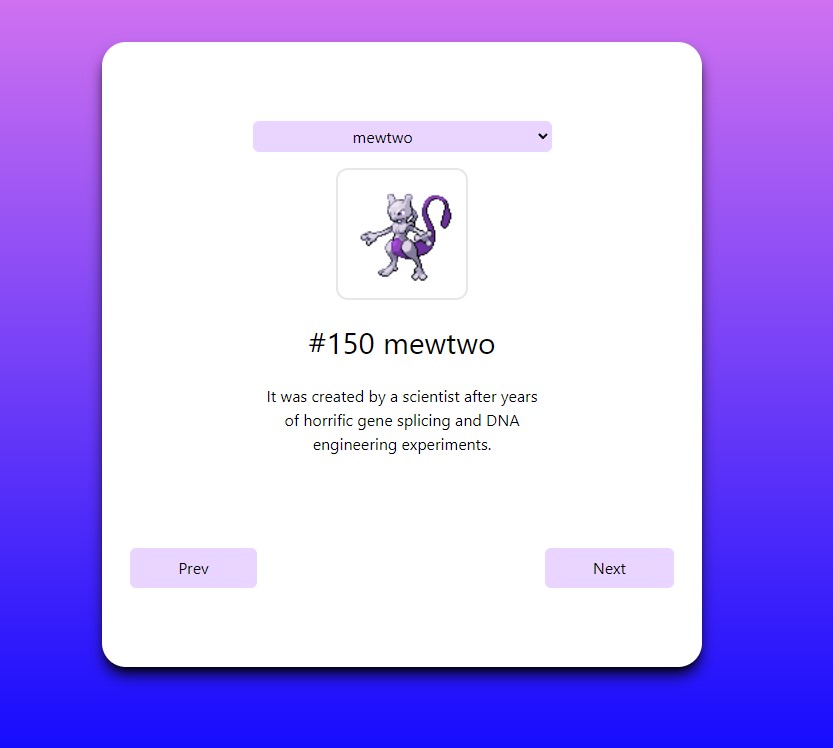 mewtwo
#150 mewtwo
It was created by a scientist after years
of horrific gene splicing and DNA
engineering experiments.
Prev
Next